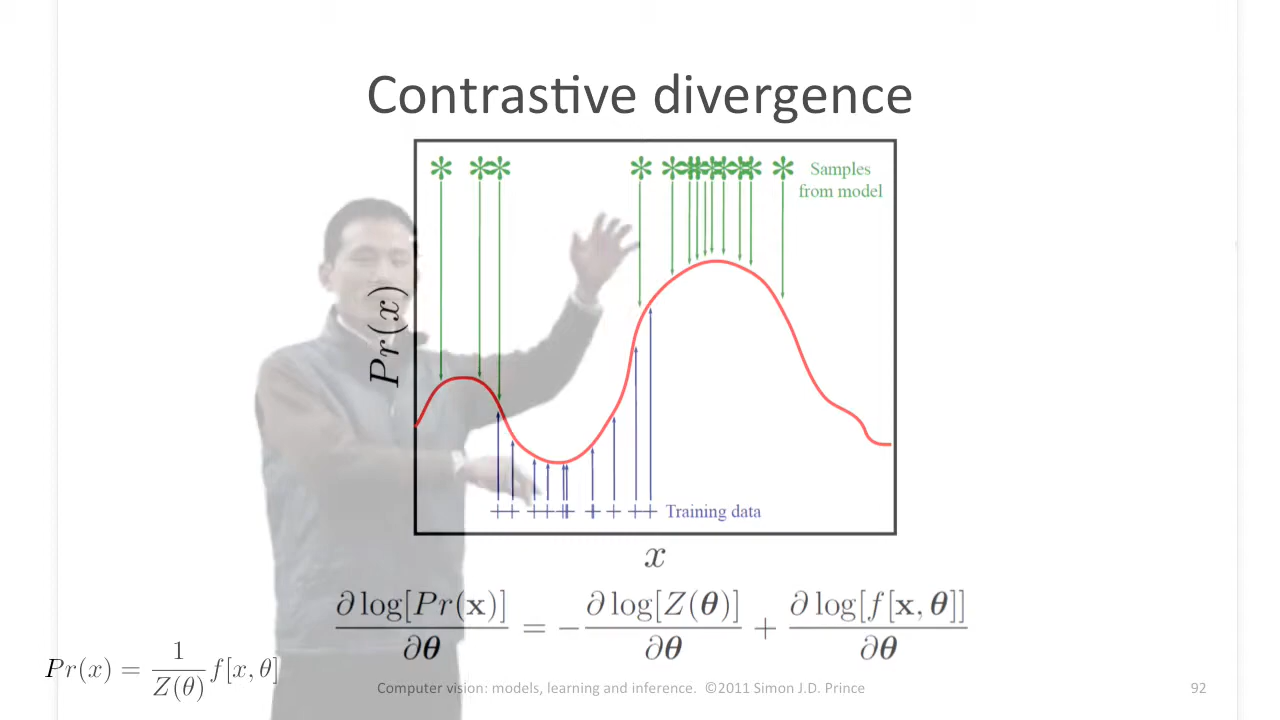 Contrastive divergence
Samples
from model
Pr(x)
Training data
x
∂ log[Pr(𝐱)] / ∂𝛉 = − ∂ log[Z(𝛉)] / ∂𝛉 + ∂ log[f[𝐱, 𝛉]] / ∂𝛉
Pr(x) = 1 / Z(θ) f[x, θ]
Computer vision: models, learning and inference. ©2011 Simon J.D. Prince
92